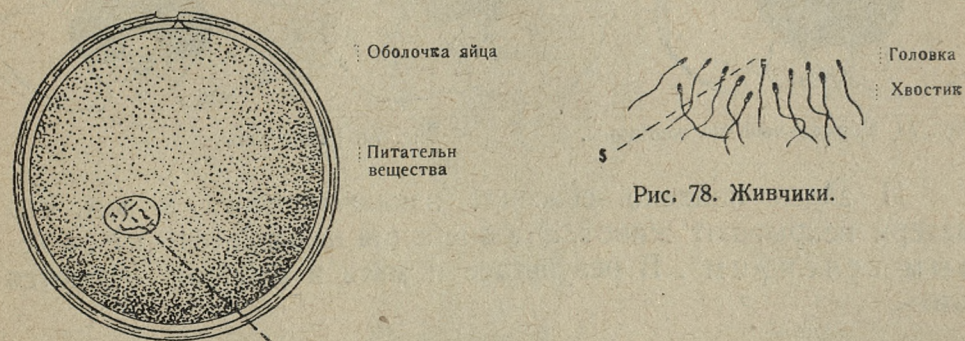 Оболочка яйца
Питательн
вещества
Головка
Хвостик
S
Рис. 78. Живчики.